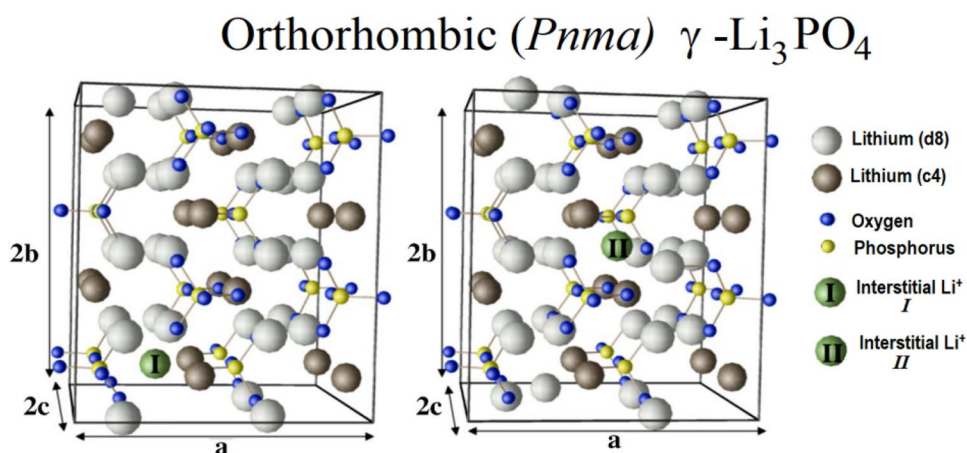 Orthorhombic (Pnma) γ -Li₃PO₄
2b
2c
a
I
2b
2c
a
II
Lithium (d8)
Lithium (c4)
Oxygen
Phosphorus
I Interstitial Li⁺
I
II Interstitial Li⁺
II